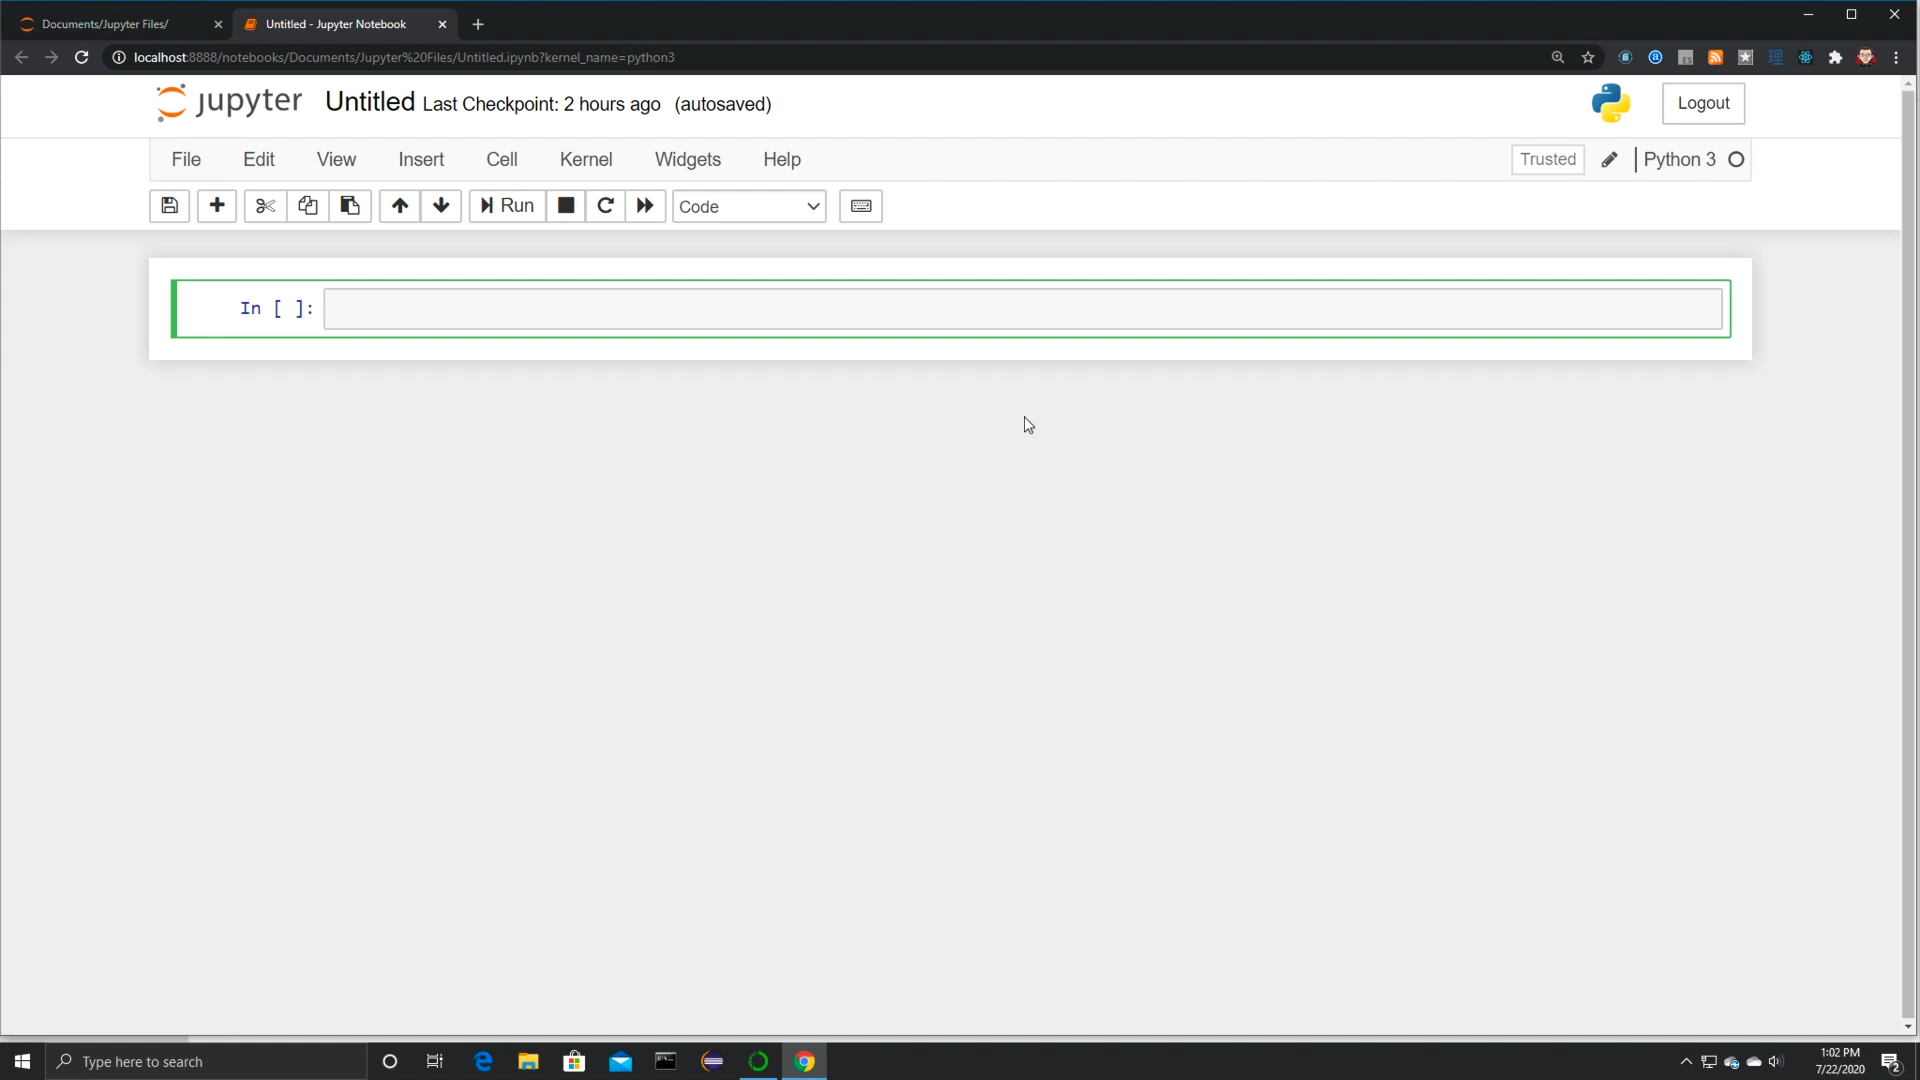 Documents/Jupyter Files/
Untitled - Jupyter Notebook
localhost:8888/notebooks/Documents/Jupyter%20Files/Untitled.ipynb?kernel_name=python3
jupyter Untitled Last Checkpoint: 2 hours ago (autosaved)
Logout
File Edit View Insert Cell Kernel Widgets Help Trusted Python 3
Run Code
In [ ]:
Type here to search
1:02 PM
7/22/2020
2